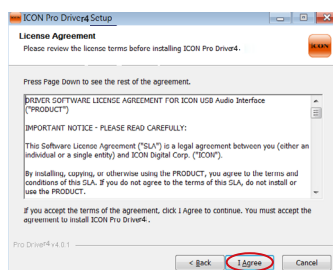 ICON Pro Driver4 Setup
License Agreement
Please review the license terms before installing ICON Pro Driver4.
ICON
Press Page Down to see the rest of the agreement.
DRIVER SOFTWARE LICENSE AGREEMENT FOR ICON USB Audio Interface
("PRODUCT")
IMPORTANT NOTICE - PLEASE READ CAREFULLY:
This Software License Agreement ("SLA") is a legal agreement between you (either an
individual or a single entity) and ICON Digital Corp. ("ICON").
By installing, copying, or otherwise using the PRODUCT, you agree to the terms and
conditions of this SLA. If you do not agree to the terms of this SLA, do not install or
use the PRODUCT.
If you accept the terms of the agreement, click I Agree to continue. You must accept the
agreement to install ICON Pro Driver4.
Pro Driver4 v4.0.1
< Back
I Agree
Cancel